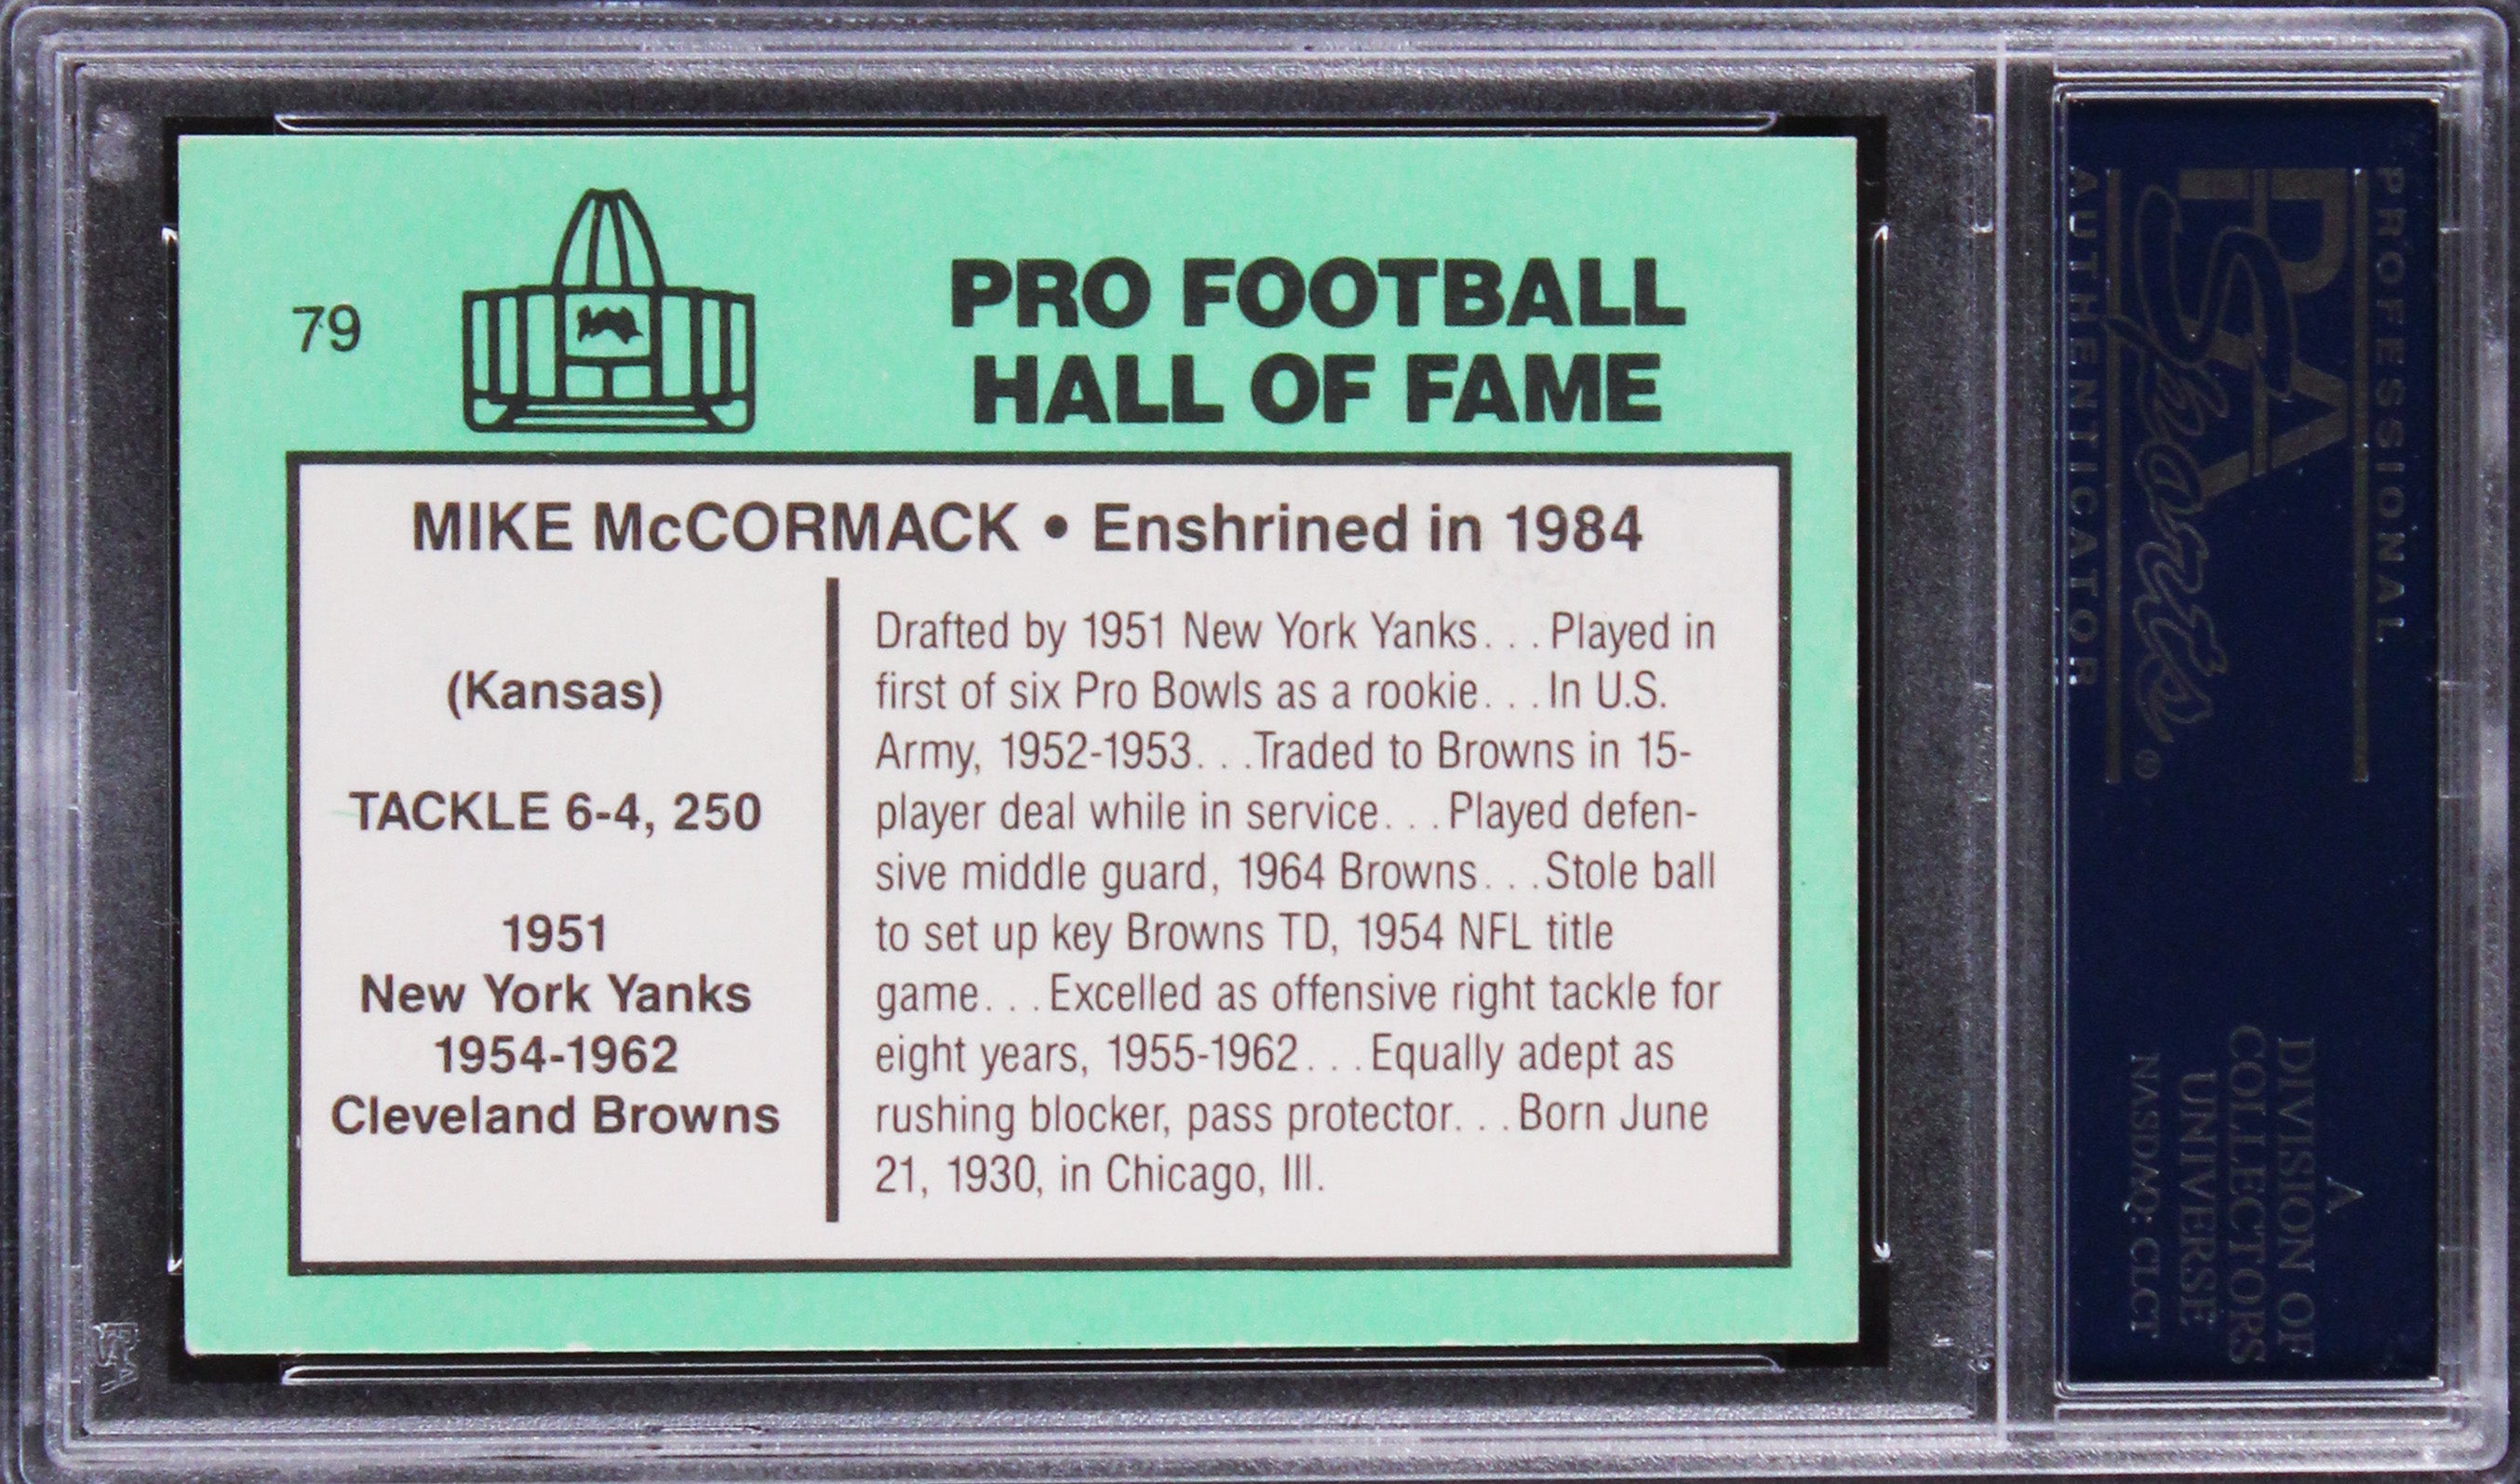 79
PRO FOOTBALL
HALL OF FAME
MIKE McCORMACK • Enshrined in 1984
(Kansas)
TACKLE 6-4, 250
1951
New York Yanks
1954-1962
Cleveland Browns
Drafted by 1951 New York Yanks. . . Played in
first of six Pro Bowls as a rookie. . . In U.S.
Army, 1952-1953. . .Traded to Browns in 15-
player deal while in service. . . Played defen-
sive middle guard, 1964 Browns. . .Stole ball
to set up key Browns TD, 1954 NFL title
game. . . Excelled as offensive right tackle for
eight years, 1955-1962. . . Equally adept as
rushing blocker, pass protector. . . Born June
21, 1930, in Chicago, Ill.
PROFESSIONAL
PSA
Sports®
AUTHENTICATOR
A
DIVISION OF
COLLECTORS
UNIVERSE
NASDAQ: CLCT